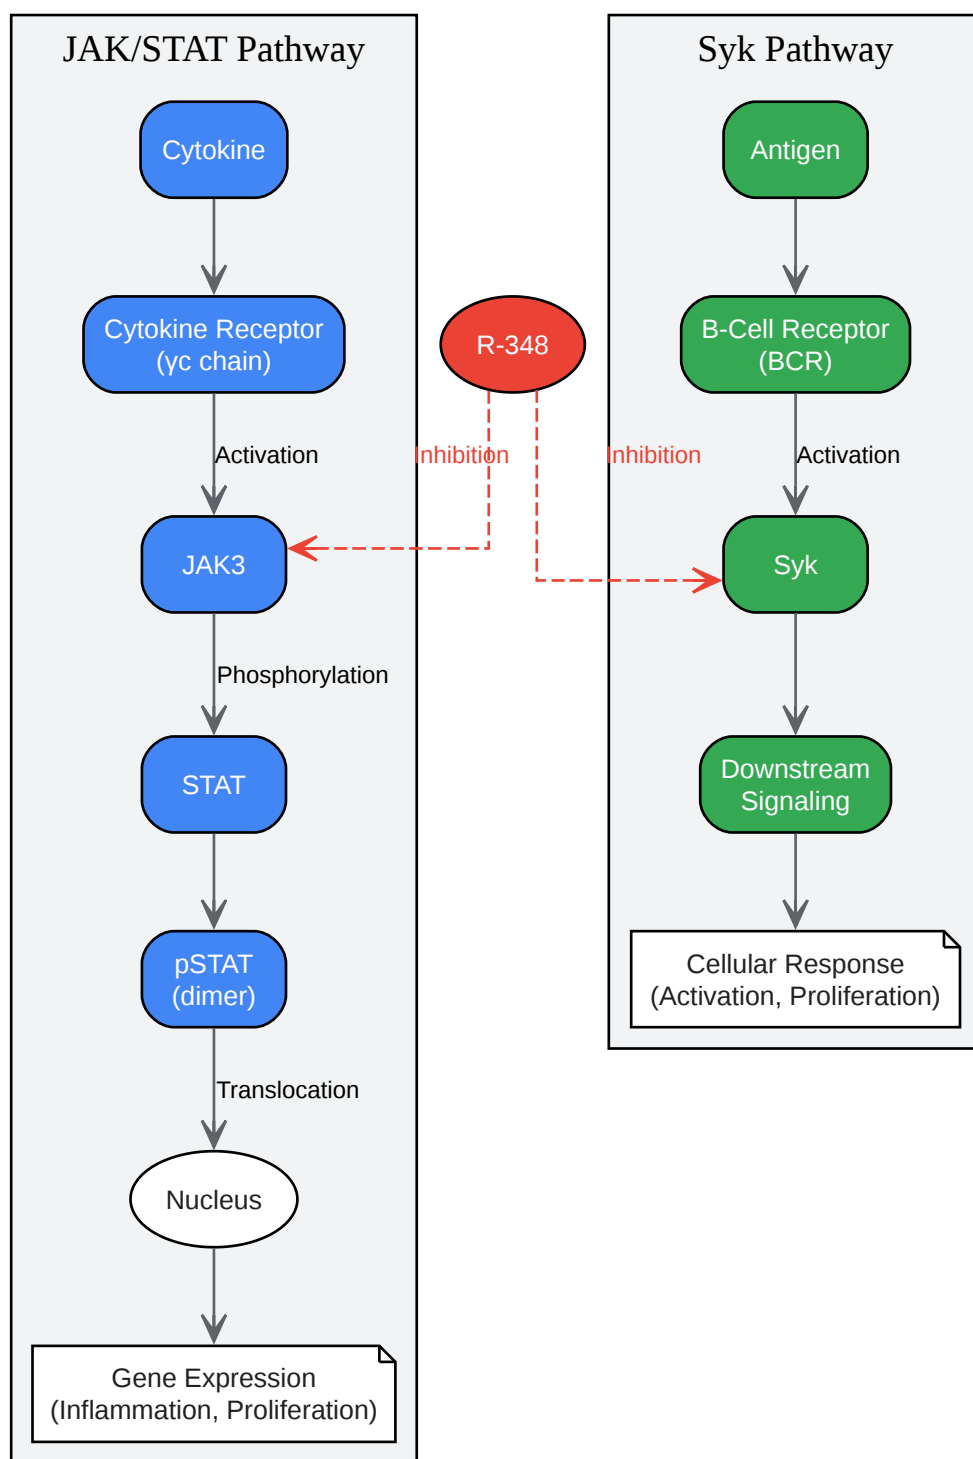 JAK/STAT Pathway
Cytokine
Cytokine Receptor
(γc chain)
Activation
JAK3
Phosphorylation
STAT
pSTAT
(dimer)
Translocation
Nucleus
Gene Expression
(Inflammation, Proliferation)
R-348
Inhibition
Inhibition
Syk Pathway
Antigen
B-Cell Receptor
(BCR)
Activation
Syk
Downstream
Signaling
Cellular Response
(Activation, Proliferation)